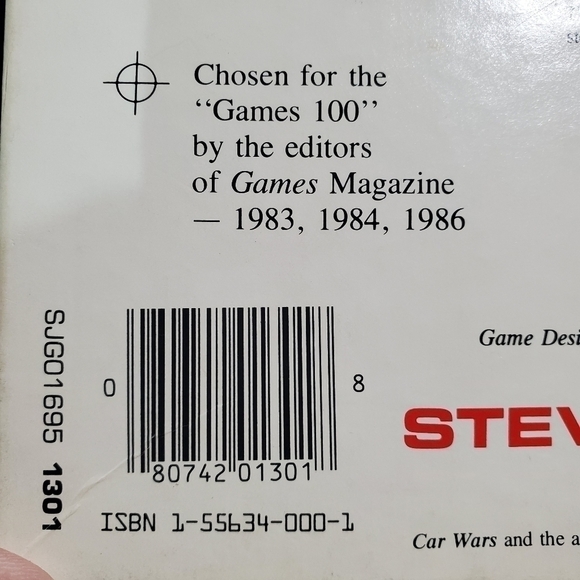 Chosen for the
“Games 100”
by the editors
of Games Magazine
— 1983, 1984, 1986
SJG01695 1301
0 80742 01301 8
ISBN 1-55634-000-1
Game Desi
STEV
Car Wars and the a